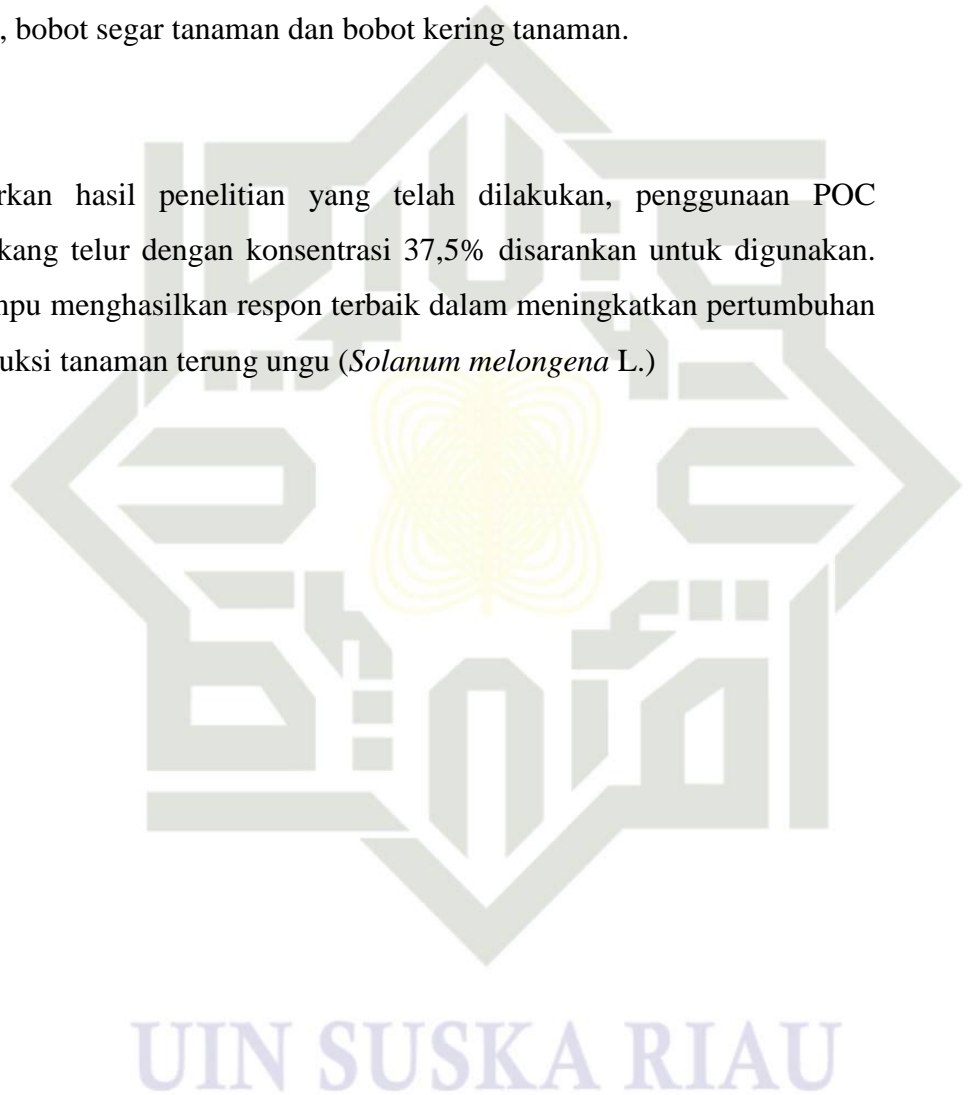 , bobot segar tanaman dan bobot kering tanaman.
rkan hasil penelitian yang telah dilakukan, penggunaan POC
kang telur dengan konsentrasi 37,5% disarankan untuk digunakan.
mpu menghasilkan respon terbaik dalam meningkatkan pertumbuhan
uksi tanaman terung ungu (Solanum melongena L.)
UIN SUSKA RIAU